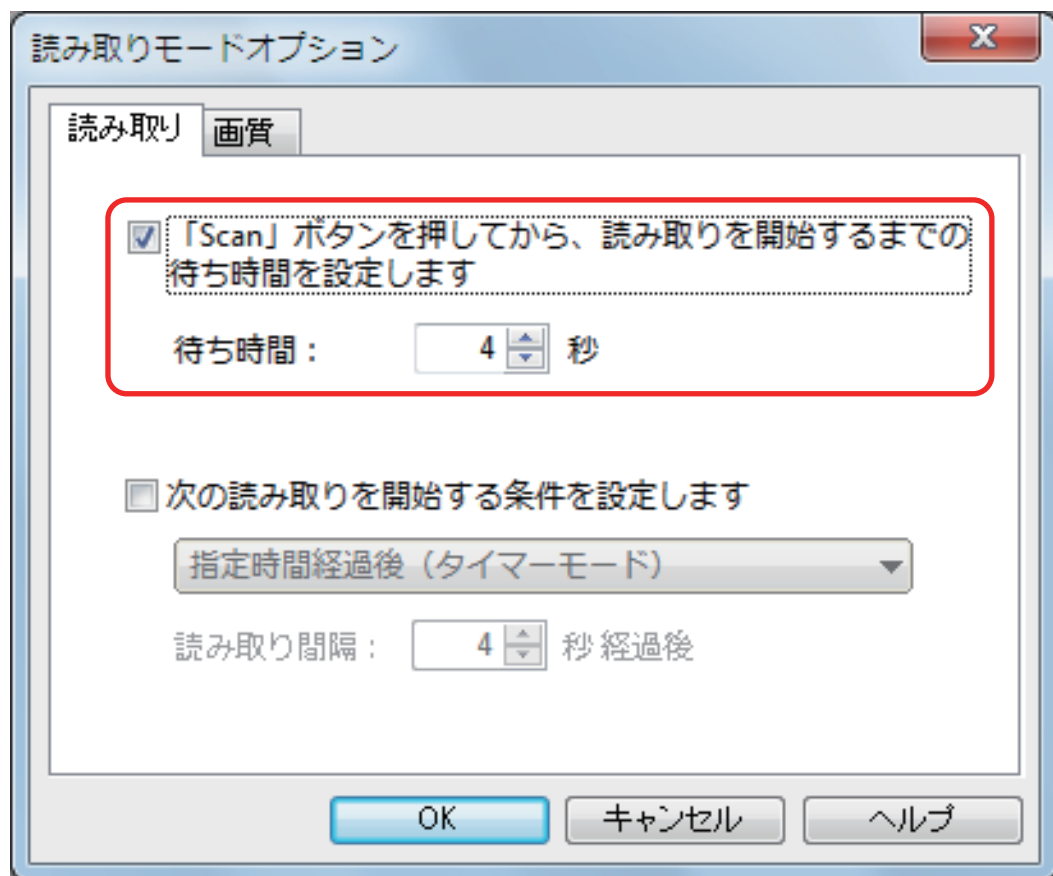 読み取りモードオプション
読み取り 画質
「Scan」ボタンを押してから、読み取りを開始するまでの
待ち時間を設定します
待ち時間： 4 秒
次の読み取りを開始する条件を設定します
指定時間経過後（タイマーモード）
読み取り間隔： 4 秒経過後
OK キャンセル ヘルプ